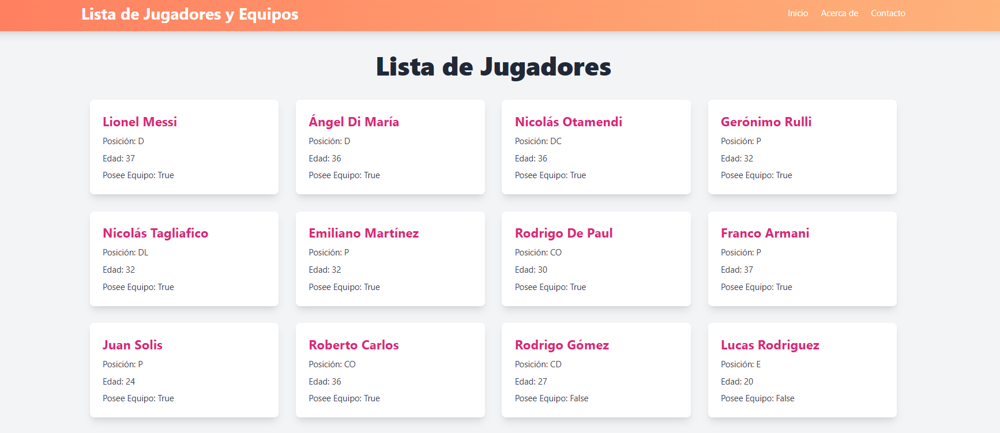 Lista de Jugadores y Equipos
Inicio Acerca de Contacto
Lista de Jugadores
Lionel Messi
Posición: D
Edad: 37
Posee Equipo: True
Ángel Di María
Posición: D
Edad: 36
Posee Equipo: True
Nicolás Otamendi
Posición: DC
Edad: 36
Posee Equipo: True
Gerónimo Rulli
Posición: P
Edad: 32
Posee Equipo: True
Nicolás Tagliafico
Posición: DL
Edad: 32
Posee Equipo: True
Emiliano Martínez
Posición: P
Edad: 32
Posee Equipo: True
Rodrigo De Paul
Posición: CO
Edad: 30
Posee Equipo: True
Franco Armani
Posición: P
Edad: 37
Posee Equipo: True
Juan Solis
Posición: P
Edad: 24
Posee Equipo: True
Roberto Carlos
Posición: CO
Edad: 36
Posee Equipo: True
Rodrigo Gómez
Posición: CD
Edad: 27
Posee Equipo: False
Lucas Rodriguez
Posición: E
Edad: 20
Posee Equipo: False